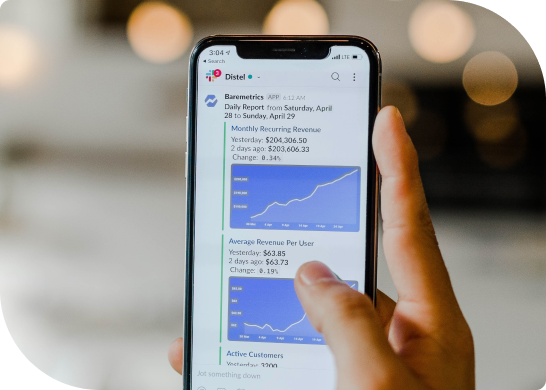 3:04
LTE
Search
3
Distel
Baremetrics APP 6:12 AM
Daily Report from Saturday, April
28 to Sunday, April 29
Monthly Recurring Revenue
Yesterday: $204,306.50
2 days ago: $203,606.33
Change: 0.34%
Average Revenue Per User
Yesterday: $63.85
2 days ago: $63.73
Change: 0.19%
Active Customers
Yesterday: 3200
Jot something down